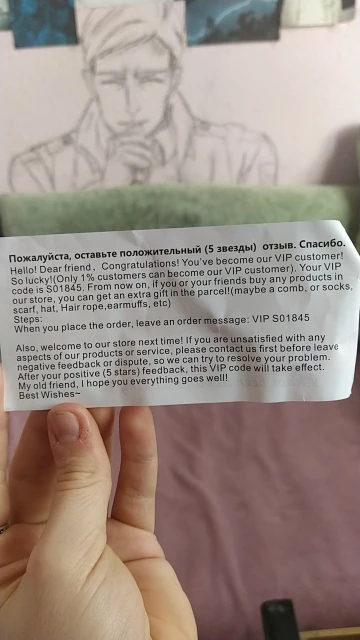 Пожалуйста, оставьте положительный (5 звезды) отзыв. Спасибо.
Hello! Dear friend, Congratulations! You've become our VIP customer!
So lucky!(Only 1% customers can become our VIP customer). Your VIP
code is S01845. From now on, if you or your friends buy any products in
our store, you can get an extra gift in the parcel!(maybe a comb, or socks,
scarf, hat, Hair rope,earmuffs, etc)
Steps:
When you place the order, leave an order message: VIP S01845
Also, welcome to our store next time! If you are unsatisfied with any
aspects of our products or service, please contact us first before leave
negative feedback or dispute, so we can try to resolve your problem.
After your positive (5 stars) feedback, this VIP code will take effect.
My old friend, I hope you everything goes well!
Best Wishes~